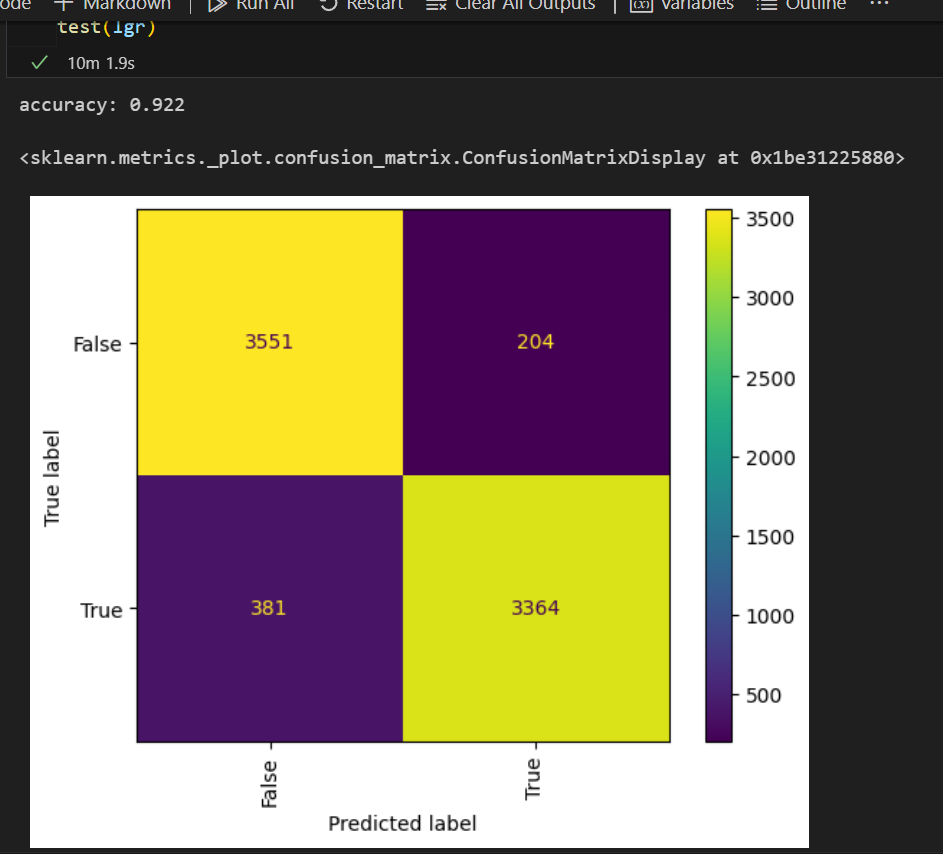 ode + Markdown | Run All Restart Clear All Outputs | Variables Outline ...
test(lgr)
10m 1.9s
accuracy: 0.922
<sklearn.metrics._plot.confusion_matrix.ConfusionMatrixDisplay at 0x1be31225880>
3500
False 3551 204
3000
2500
2000
True label
1500
True 381 3364
1000
500
False True
Predicted label